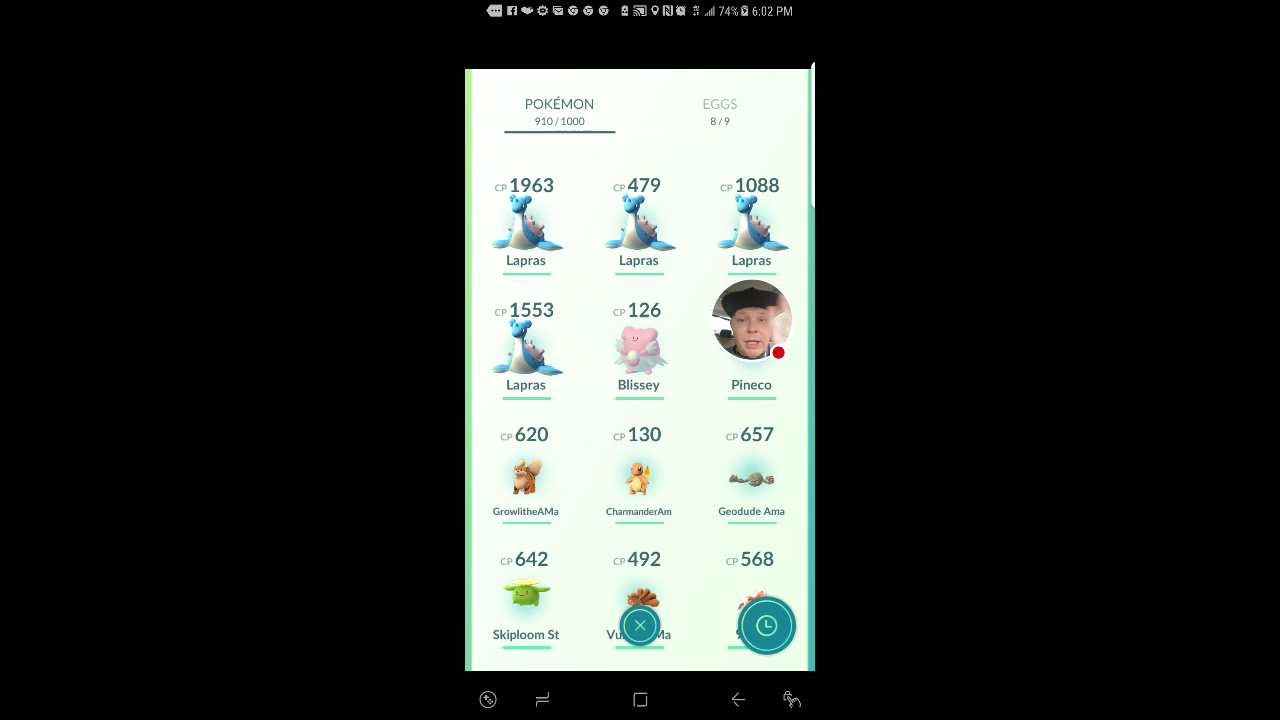 74% 6:02 PM
POKÉMON EGGS
910 / 1000 8 / 9
CP 1963 CP 479 CP 1088
Lapras Lapras Lapras
CP 1553 CP 126
Lapras Blissey Pineco
CP 620 CP 130 CP 657
GrowlitheAMa CharmanderAm Geodude Ama
CP 642 CP 492 CP 568
Skiploom St